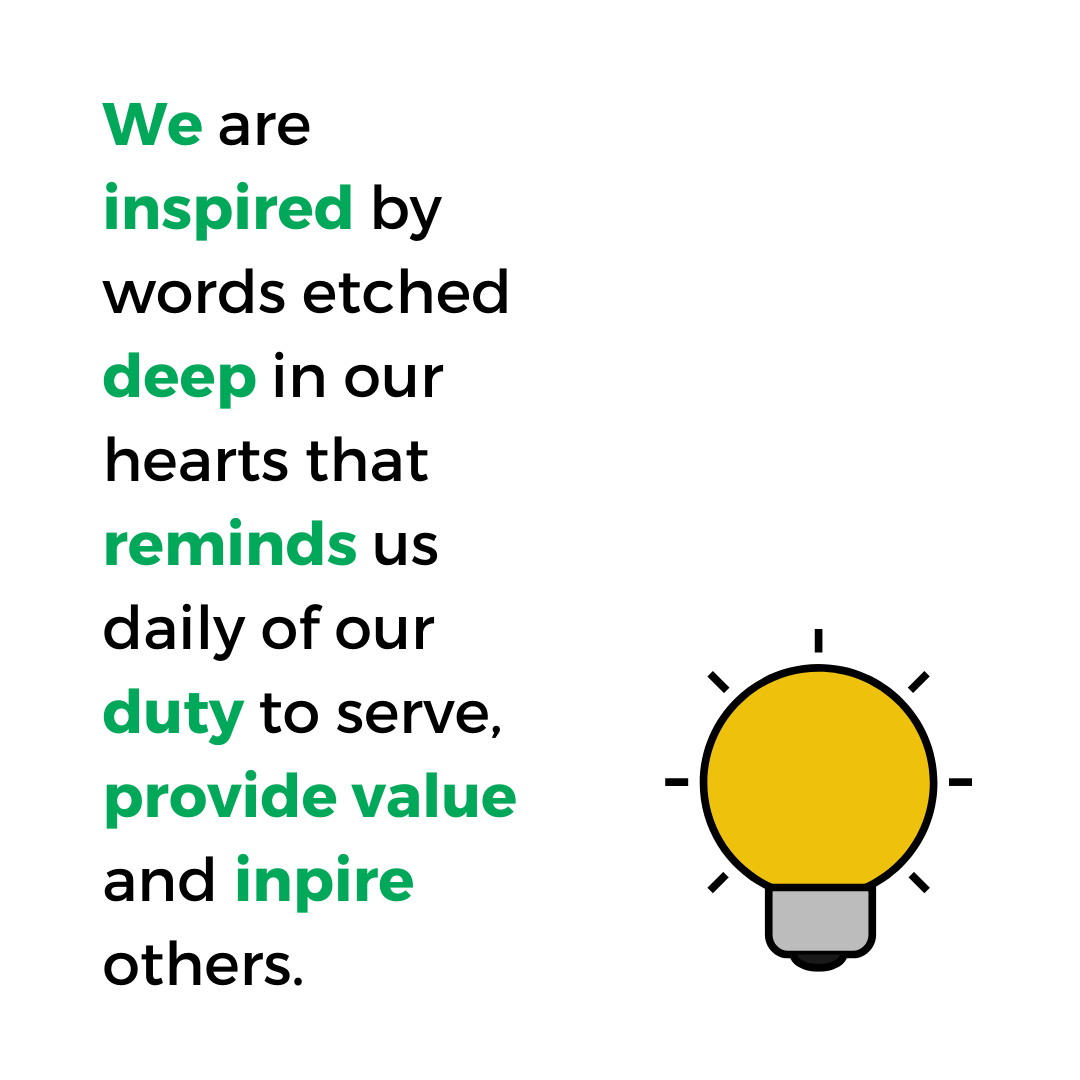 We are
inspired by
words etched
deep in our
hearts that
reminds us
daily of our
duty to serve,
provide value
and inpire
others.